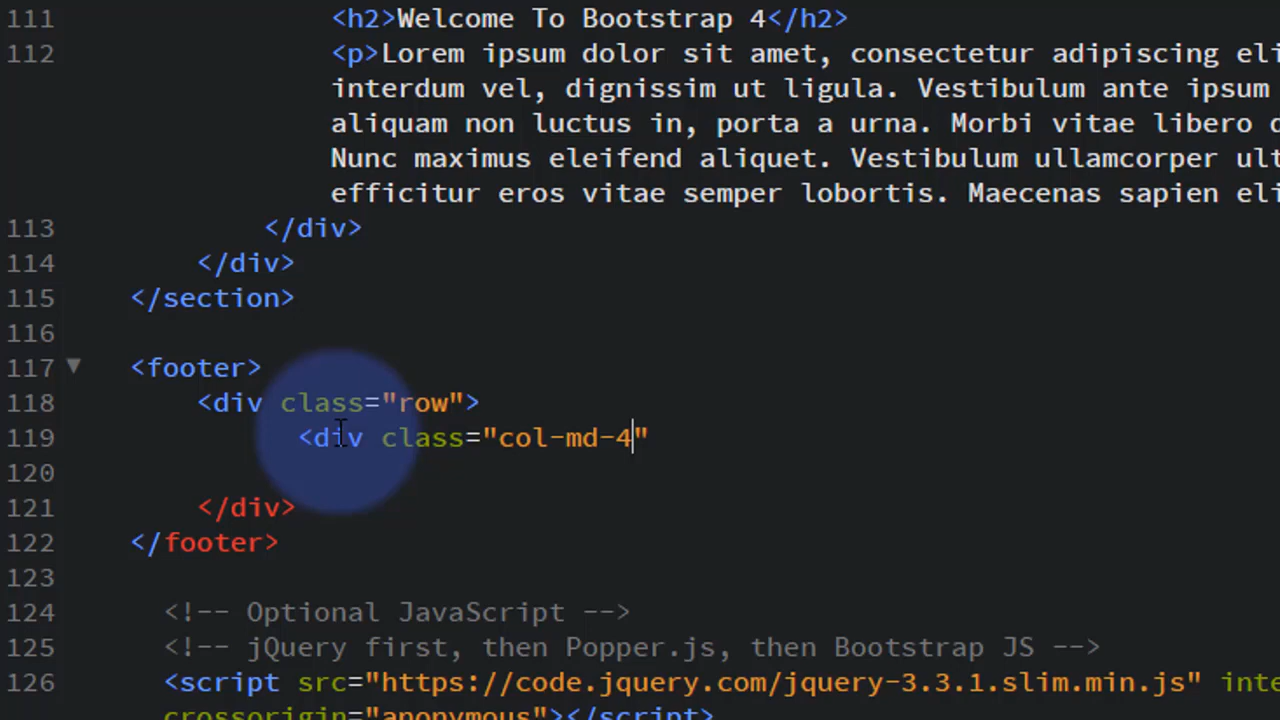 111 <h2>Welcome To Bootstrap 4</h2>
112 <p>Lorem ipsum dolor sit amet, consectetur adipiscing eli
interdum vel, dignissim ut ligula. Vestibulum ante ipsum
aliquam non luctus in, porta a urna. Morbi vitae libero
Nunc maximus eleifend aliquet. Vestibulum ullamcorper ult
efficitur eros vitae semper lobortis. Maecenas sapien eli
113 </div>
114 </div>
115 </section>
116
117 <footer>
118 <div class="row">
119 <div class="col-md-4"
120
121 </div>
122 </footer>
123
124 <!-- Optional JavaScript -->
125 <!-- jQuery first, then Popper.js, then Bootstrap JS -->
126 <script src="https://code.jquery.com/jquery-3.3.1.slim.min.js" inte
crossorigin="anonymous"></script>